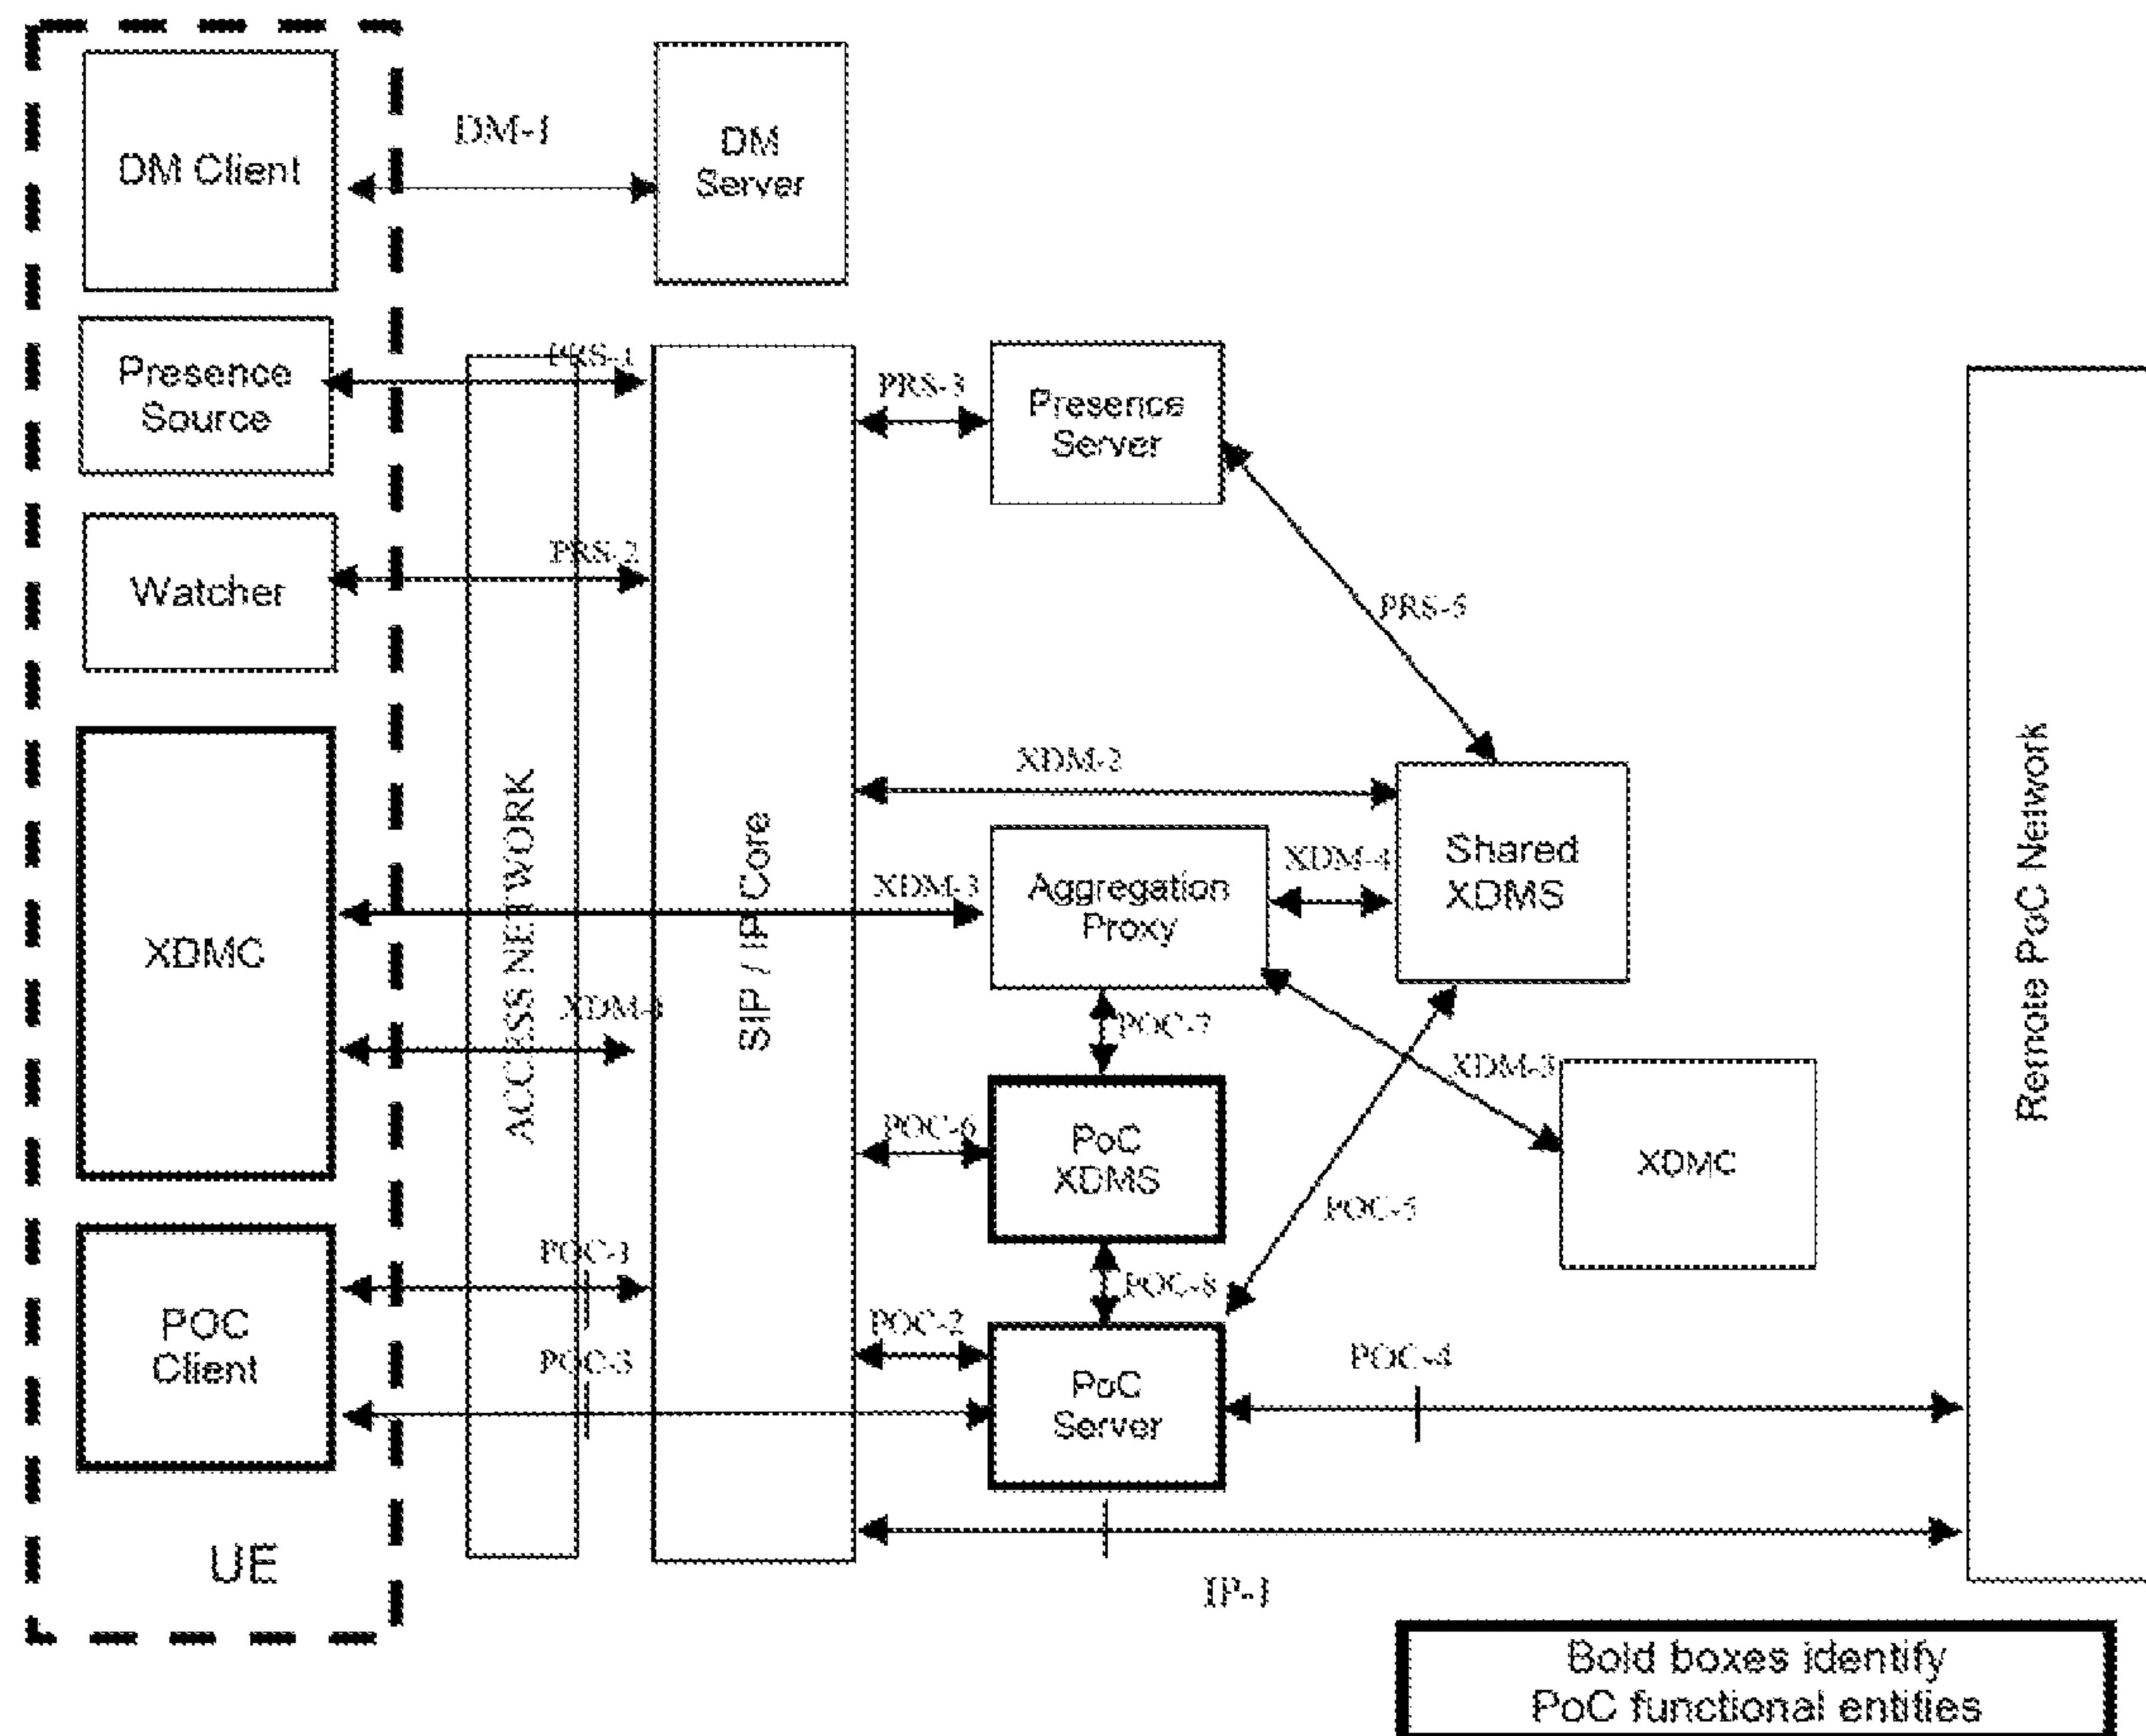 DM Client
DM-1
DM
Server
Presence
Source
PRS-1
PRS-3
Presence
Server
Watcher
PRS-2
PRS-5
XDMC
ACCESS NETWORK
SIP / IP Core
XDM-2
XDM-3
Aggregation
Proxy
XDM-4
Shared
XDMS
Remote PoC Network
POC-7
XDM-3
XDMC
POC-6
PoC
XDMS
POC-5
POC
Client
POC-1
POC-3
POC-8
POC-2
PoC
Server
POC-4
UE
IP-1
Bold boxes identify
PoC functional entities